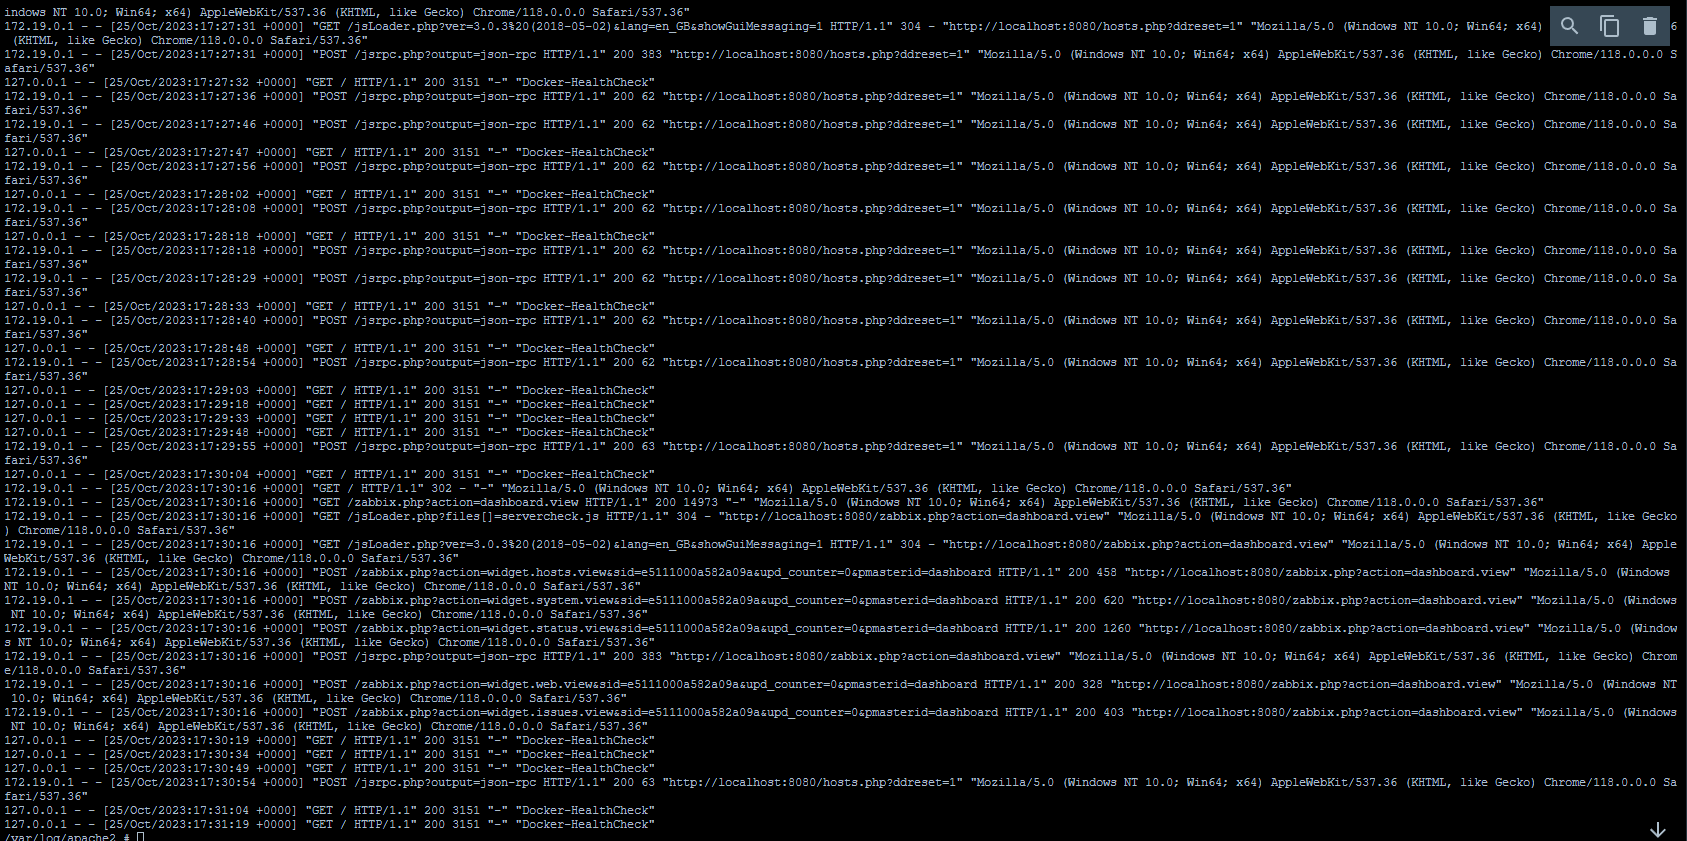 indows NT 10.0; Win64; x64) AppleWebKit/537.36 (KHTML, like Gecko) Chrome/118.0.0.0 Safari/537.36"
172.19.0.1 - - [25/Oct/2023:17:27:31 +0000] "GET /jsLoader.php?ver=3.0.3%20(2018-05-02)&lang=en_GB&showGuiMessaging=1 HTTP/1.1" 304 - "http://localhost:8080/hosts.php?ddreset=1" "Mozilla/5.0 (Windows NT 10.0; Win64; x64) 6
(KHTML, like Gecko) Chrome/118.0.0.0 Safari/537.36"
172.19.0.1 - - [25/Oct/2023:17:27:31 +0000] "POST /jsrpc.php?output=json-rpc HTTP/1.1" 200 383 "http://localhost:8080/hosts.php?ddreset=1" "Mozilla/5.0 (Windows NT 10.0; Win64; x64) AppleWebKit/537.36 (KHTML, like Gecko) Chrome/118.0.0.0 S
afari/537.36"
127.0.0.1 - - [25/Oct/2023:17:27:32 +0000] "GET / HTTP/1.1" 200 3151 "-" "Docker-HealthCheck"
172.19.0.1 - - [25/Oct/2023:17:27:36 +0000] "POST /jsrpc.php?output=json-rpc HTTP/1.1" 200 62 "http://localhost:8080/hosts.php?ddreset=1" "Mozilla/5.0 (Windows NT 10.0; Win64; x64) AppleWebKit/537.36 (KHTML, like Gecko) Chrome/118.0.0.0 Sa
fari/537.36"
172.19.0.1 - - [25/Oct/2023:17:27:46 +0000] "POST /jsrpc.php?output=json-rpc HTTP/1.1" 200 62 "http://localhost:8080/hosts.php?ddreset=1" "Mozilla/5.0 (Windows NT 10.0; Win64; x64) AppleWebKit/537.36 (KHTML, like Gecko) Chrome/118.0.0.0 Sa
fari/537.36"
127.0.0.1 - - [25/Oct/2023:17:27:47 +0000] "GET / HTTP/1.1" 200 3151 "-" "Docker-HealthCheck"
172.19.0.1 - - [25/Oct/2023:17:27:56 +0000] "POST /jsrpc.php?output=json-rpc HTTP/1.1" 200 62 "http://localhost:8080/hosts.php?ddreset=1" "Mozilla/5.0 (Windows NT 10.0; Win64; x64) AppleWebKit/537.36 (KHTML, like Gecko) Chrome/118.0.0.0 Sa
fari/537.36"
127.0.0.1 - - [25/Oct/2023:17:28:02 +0000] "GET / HTTP/1.1" 200 3151 "-" "Docker-HealthCheck"
172.19.0.1 - - [25/Oct/2023:17:28:08 +0000] "POST /jsrpc.php?output=json-rpc HTTP/1.1" 200 62 "http://localhost:8080/hosts.php?ddreset=1" "Mozilla/5.0 (Windows NT 10.0; Win64; x64) AppleWebKit/537.36 (KHTML, like Gecko) Chrome/118.0.0.0 Sa
fari/537.36"
127.0.0.1 - - [25/Oct/2023:17:28:18 +0000] "GET / HTTP/1.1" 200 3151 "-" "Docker-HealthCheck"
172.19.0.1 - - [25/Oct/2023:17:28:18 +0000] "POST /jsrpc.php?output=json-rpc HTTP/1.1" 200 62 "http://localhost:8080/hosts.php?ddreset=1" "Mozilla/5.0 (Windows NT 10.0; Win64; x64) AppleWebKit/537.36 (KHTML, like Gecko) Chrome/118.0.0.0 Sa
fari/537.36"
172.19.0.1 - - [25/Oct/2023:17:28:29 +0000] "POST /jsrpc.php?output=json-rpc HTTP/1.1" 200 62 "http://localhost:8080/hosts.php?ddreset=1" "Mozilla/5.0 (Windows NT 10.0; Win64; x64) AppleWebKit/537.36 (KHTML, like Gecko) Chrome/118.0.0.0 Sa
fari/537.36"
127.0.0.1 - - [25/Oct/2023:17:28:33 +0000] "GET / HTTP/1.1" 200 3151 "-" "Docker-HealthCheck"
172.19.0.1 - - [25/Oct/2023:17:28:40 +0000] "POST /jsrpc.php?output=json-rpc HTTP/1.1" 200 62 "http://localhost:8080/hosts.php?ddreset=1" "Mozilla/5.0 (Windows NT 10.0; Win64; x64) AppleWebKit/537.36 (KHTML, like Gecko) Chrome/118.0.0.0 Sa
fari/537.36"
127.0.0.1 - - [25/Oct/2023:17:28:48 +0000] "GET / HTTP/1.1" 200 3151 "-" "Docker-HealthCheck"
172.19.0.1 - - [25/Oct/2023:17:28:54 +0000] "POST /jsrpc.php?output=json-rpc HTTP/1.1" 200 62 "http://localhost:8080/hosts.php?ddreset=1" "Mozilla/5.0 (Windows NT 10.0; Win64; x64) AppleWebKit/537.36 (KHTML, like Gecko) Chrome/118.0.0.0 Sa
fari/537.36"
127.0.0.1 - - [25/Oct/2023:17:29:03 +0000] "GET / HTTP/1.1" 200 3151 "-" "Docker-HealthCheck"
127.0.0.1 - - [25/Oct/2023:17:29:18 +0000] "GET / HTTP/1.1" 200 3151 "-" "Docker-HealthCheck"
127.0.0.1 - - [25/Oct/2023:17:29:33 +0000] "GET / HTTP/1.1" 200 3151 "-" "Docker-HealthCheck"
127.0.0.1 - - [25/Oct/2023:17:29:48 +0000] "GET / HTTP/1.1" 200 3151 "-" "Docker-HealthCheck"
172.19.0.1 - - [25/Oct/2023:17:29:55 +0000] "POST /jsrpc.php?output=json-rpc HTTP/1.1" 200 63 "http://localhost:8080/hosts.php?ddreset=1" "Mozilla/5.0 (Windows NT 10.0; Win64; x64) AppleWebKit/537.36 (KHTML, like Gecko) Chrome/118.0.0.0 Sa
fari/537.36"
127.0.0.1 - - [25/Oct/2023:17:30:04 +0000] "GET / HTTP/1.1" 200 3151 "-" "Docker-HealthCheck"
172.19.0.1 - - [25/Oct/2023:17:30:16 +0000] "GET / HTTP/1.1" 302 - "-" "Mozilla/5.0 (Windows NT 10.0; Win64; x64) AppleWebKit/537.36 (KHTML, like Gecko) Chrome/118.0.0.0 Safari/537.36"
172.19.0.1 - - [25/Oct/2023:17:30:16 +0000] "GET /zabbix.php?action=dashboard.view HTTP/1.1" 200 14973 "-" "Mozilla/5.0 (Windows NT 10.0; Win64; x64) AppleWebKit/537.36 (KHTML, like Gecko) Chrome/118.0.0.0 Safari/537.36"
172.19.0.1 - - [25/Oct/2023:17:30:16 +0000] "GET /jsLoader.php?files[]=servercheck.js HTTP/1.1" 304 - "http://localhost:8080/zabbix.php?action=dashboard.view" "Mozilla/5.0 (Windows NT 10.0; Win64; x64) AppleWebKit/537.36 (KHTML, like Gecko
) Chrome/118.0.0.0 Safari/537.36"
172.19.0.1 - - [25/Oct/2023:17:30:16 +0000] "GET /jsLoader.php?ver=3.0.3%20(2018-05-02)&lang=en_GB&showGuiMessaging=1 HTTP/1.1" 304 - "http://localhost:8080/zabbix.php?action=dashboard.view" "Mozilla/5.0 (Windows NT 10.0; Win64; x64) Apple
WebKit/537.36 (KHTML, like Gecko) Chrome/118.0.0.0 Safari/537.36"
172.19.0.1 - - [25/Oct/2023:17:30:16 +0000] "POST /zabbix.php?action=widget.hosts.view&sid=e5111000a582a09a&upd_counter=0&pmasterid=dashboard HTTP/1.1" 200 458 "http://localhost:8080/zabbix.php?action=dashboard.view" "Mozilla/5.0 (Windows
NT 10.0; Win64; x64) AppleWebKit/537.36 (KHTML, like Gecko) Chrome/118.0.0.0 Safari/537.36"
172.19.0.1 - - [25/Oct/2023:17:30:16 +0000] "POST /zabbix.php?action=widget.system.view&sid=e5111000a582a09a&upd_counter=0&pmasterid=dashboard HTTP/1.1" 200 620 "http://localhost:8080/zabbix.php?action=dashboard.view" "Mozilla/5.0 (Windows
NT 10.0; Win64; x64) AppleWebKit/537.36 (KHTML, like Gecko) Chrome/118.0.0.0 Safari/537.36"
172.19.0.1 - - [25/Oct/2023:17:30:16 +0000] "POST /zabbix.php?action=widget.status.view&sid=e5111000a582a09a&upd_counter=0&pmasterid=dashboard HTTP/1.1" 200 1260 "http://localhost:8080/zabbix.php?action=dashboard.view" "Mozilla/5.0 (Window
s NT 10.0; Win64; x64) AppleWebKit/537.36 (KHTML, like Gecko) Chrome/118.0.0.0 Safari/537.36"
172.19.0.1 - - [25/Oct/2023:17:30:16 +0000] "POST /jsrpc.php?output=json-rpc HTTP/1.1" 200 383 "http://localhost:8080/zabbix.php?action=dashboard.view" "Mozilla/5.0 (Windows NT 10.0; Win64; x64) AppleWebKit/537.36 (KHTML, like Gecko) Chrom
e/118.0.0.0 Safari/537.36"
172.19.0.1 - - [25/Oct/2023:17:30:16 +0000] "POST /zabbix.php?action=widget.web.view&sid=e5111000a582a09a&upd_counter=0&pmasterid=dashboard HTTP/1.1" 200 328 "http://localhost:8080/zabbix.php?action=dashboard.view" "Mozilla/5.0 (Windows NT
10.0; Win64; x64) AppleWebKit/537.36 (KHTML, like Gecko) Chrome/118.0.0.0 Safari/537.36"
172.19.0.1 - - [25/Oct/2023:17:30:16 +0000] "POST /zabbix.php?action=widget.issues.view&sid=e5111000a582a09a&upd_counter=0&pmasterid=dashboard HTTP/1.1" 200 403 "http://localhost:8080/zabbix.php?action=dashboard.view" "Mozilla/5.0 (Windows
NT 10.0; Win64; x64) AppleWebKit/537.36 (KHTML, like Gecko) Chrome/118.0.0.0 Safari/537.36"
127.0.0.1 - - [25/Oct/2023:17:30:19 +0000] "GET / HTTP/1.1" 200 3151 "-" "Docker-HealthCheck"
127.0.0.1 - - [25/Oct/2023:17:30:34 +0000] "GET / HTTP/1.1" 200 3151 "-" "Docker-HealthCheck"
127.0.0.1 - - [25/Oct/2023:17:30:49 +0000] "GET / HTTP/1.1" 200 3151 "-" "Docker-HealthCheck"
172.19.0.1 - - [25/Oct/2023:17:30:54 +0000] "POST /jsrpc.php?output=json-rpc HTTP/1.1" 200 63 "http://localhost:8080/hosts.php?ddreset=1" "Mozilla/5.0 (Windows NT 10.0; Win64; x64) AppleWebKit/537.36 (KHTML, like Gecko) Chrome/118.0.0.0 Sa
fari/537.36"
127.0.0.1 - - [25/Oct/2023:17:31:04 +0000] "GET / HTTP/1.1" 200 3151 "-" "Docker-HealthCheck"
127.0.0.1 - - [25/Oct/2023:17:31:19 +0000] "GET / HTTP/1.1" 200 3151 "-" "Docker-HealthCheck"
/var/log/apache2 #